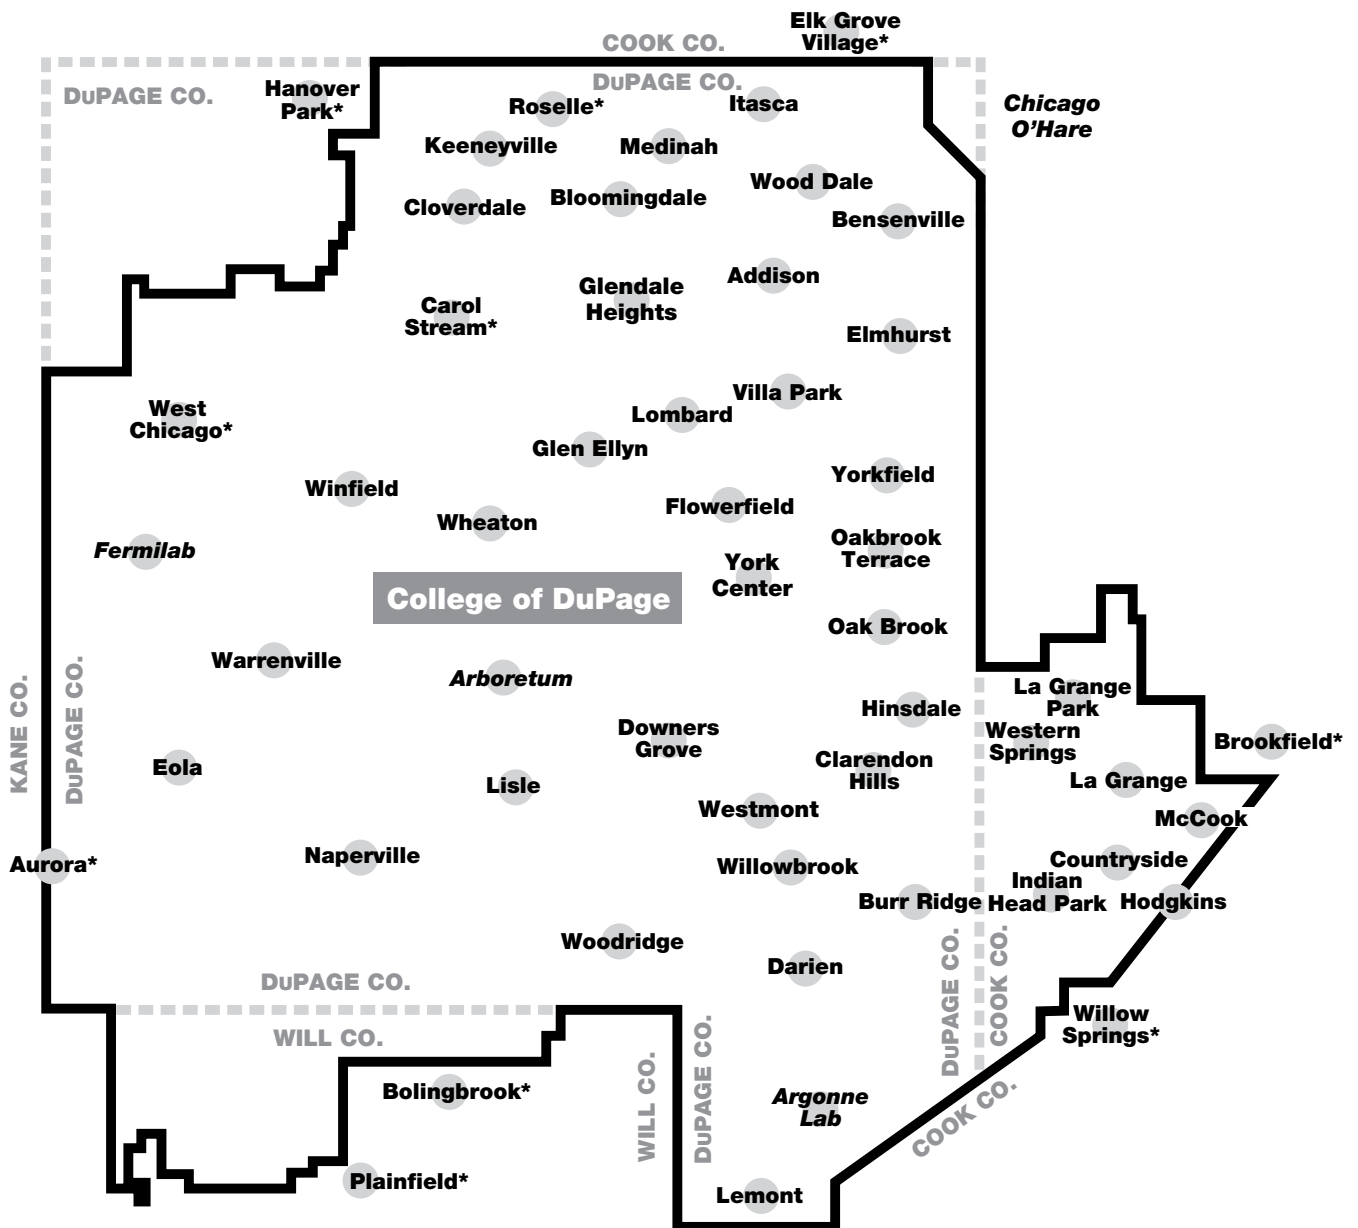 Elk Grove
Village*
COOK CO.
DuPAGE CO.
DuPAGE CO.
Hanover
Park*
Roselle*
Itasca
Chicago
O'Hare
Keeneyville
Medinah
Wood Dale
Cloverdale
Bloomingdale
Bensenville
Addison
Glendale
Heights
Carol
Stream*
Elmhurst
Villa Park
West
Chicago*
Lombard
Glen Ellyn
Yorkfield
Winfield
Flowerfield
Wheaton
Fermilab
Oakbrook
Terrace
York
Center
College of DuPage
Oak Brook
Warrenville
Arboretum
KANE CO.
DuPAGE CO.
La Grange
Park
Hinsdale
Downers
Grove
Western
Springs
Brookfield*
Eola
Clarendon
Hills
La Grange
Lisle
Westmont
McCook
Aurora*
Naperville
Willowbrook
Countryside
Indian
Head Park
Burr Ridge
Hodgkins
Woodridge
Darien
DuPAGE CO.
COOK CO.
DuPAGE CO.
WILL CO.
Willow
Springs*
WILL CO.
DuPAGE CO.
Bolingbrook*
Argonne
Lab
COOK CO.
Plainfield*
Lemont